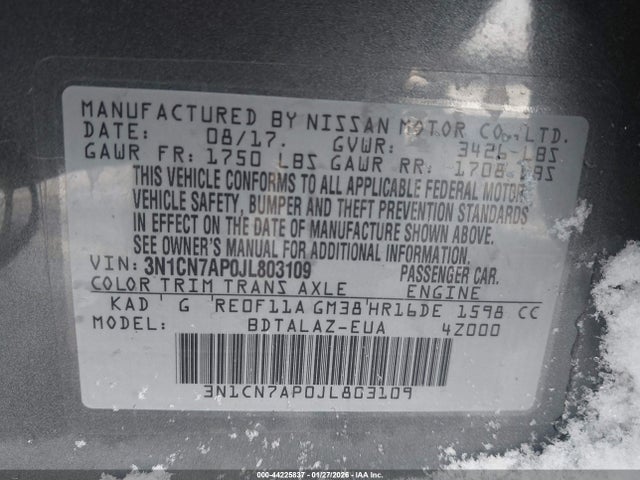 MANUFACTURED BY NISSAN MOTOR CO., LTD.
DATE: 08/17. GVWR: 3426 LBS
GAWR FR: 1750 LBS GAWR RR: 1708 LBS
THIS VEHICLE CONFORMS TO ALL APPLICABLE FEDERAL MOTOR
VEHICLE SAFETY, BUMPER AND THEFT PREVENTION STANDARDS
IN EFFECT ON THE DATE OF MANUFACTURE SHOWN ABOVE.
SEE OWNER'S MANUAL FOR ADDITIONAL INFORMATION.
VIN: 3N1CN7AP0JL803109 PASSENGER CAR.
COLOR TRIM TRANS AXLE ENGINE
KAD G RE0F11A GM38 HR16DE 1598 CC
MODEL: BDTALAZ-EUA 4Z000
3N1CN7AP0JL803109
000-44225837 - 01/27/2026 - IAA Inc.